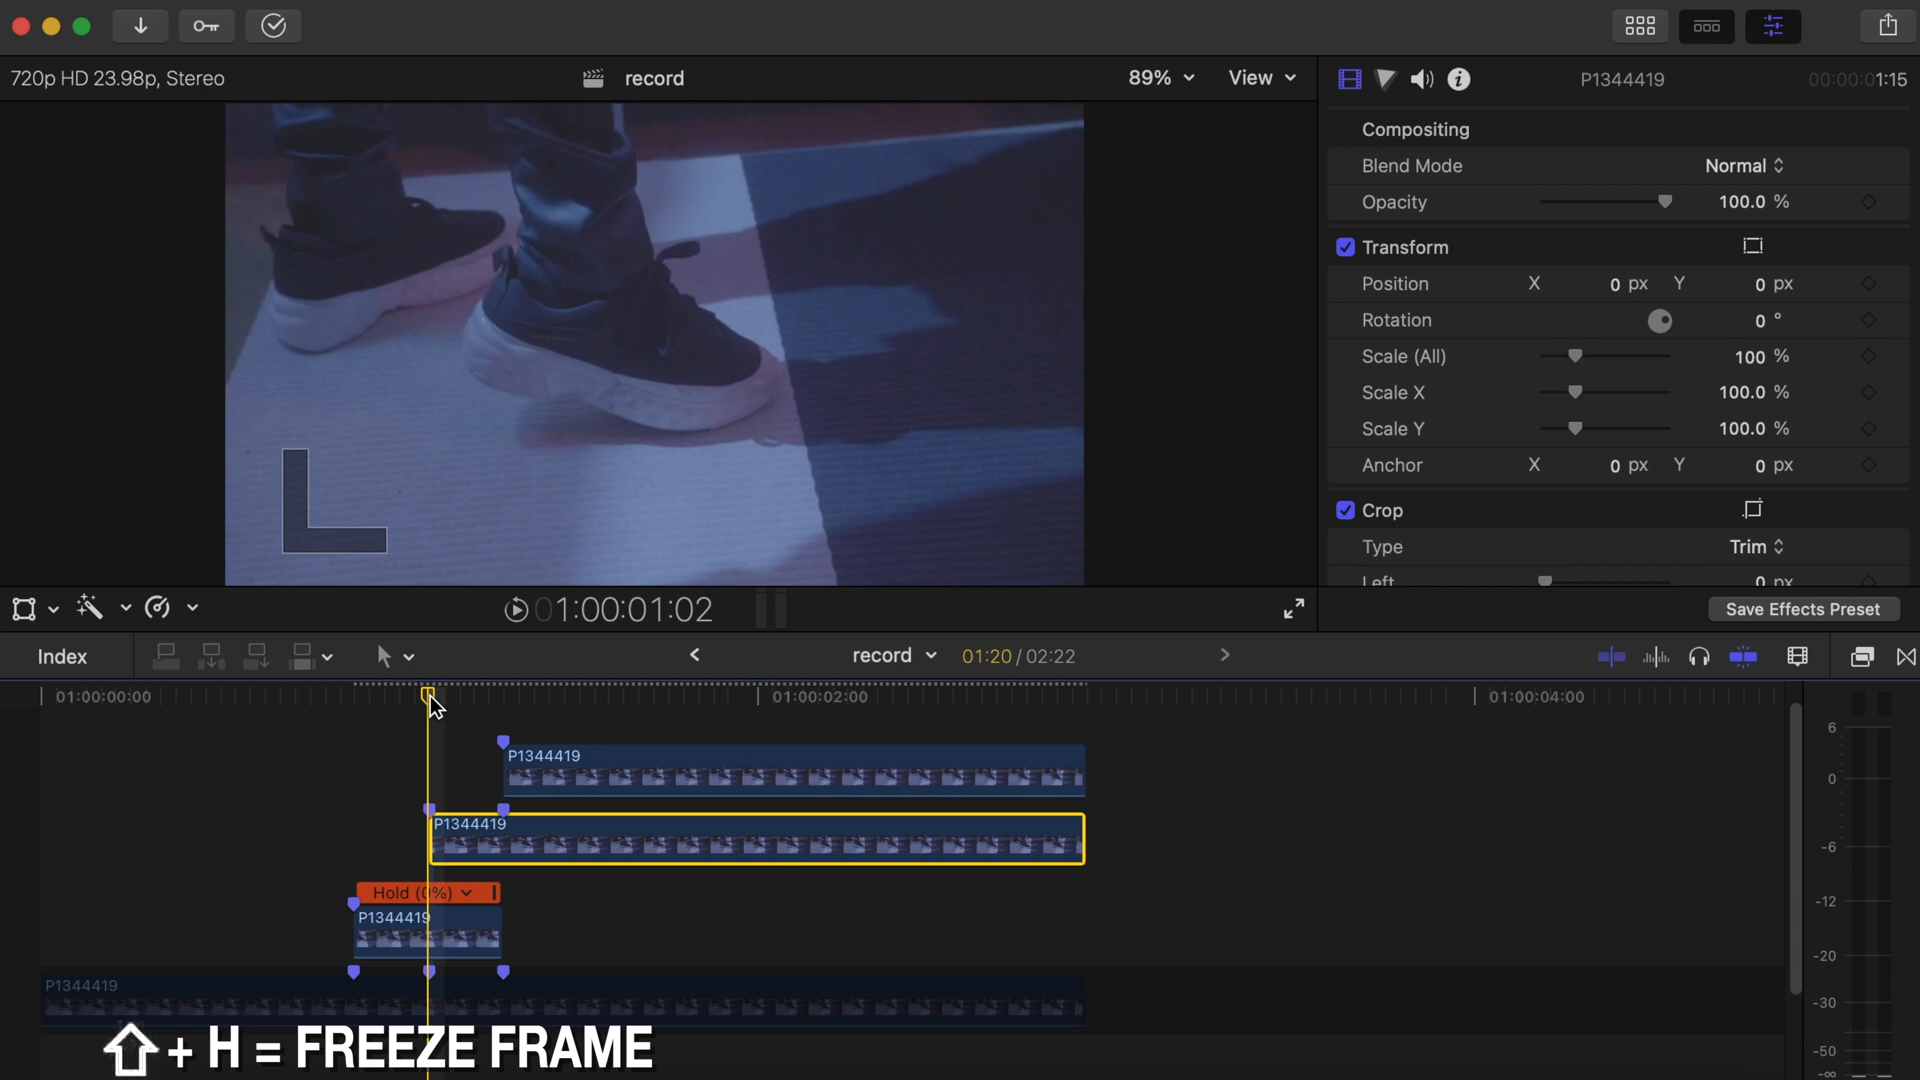 720p HD 23.98p, Stereo
record
89%
View
P1344419
00:00:01:15
Compositing
Blend Mode
Normal
Opacity
100.0 %
Transform
Position
X
0 px
Y
0 px
Rotation
0 °
Scale (All)
100 %
Scale X
100.0 %
Scale Y
100.0 %
Anchor
X
0 px
Y
0 px
Crop
Type
Trim
Left
0 px
01:00:01:02
Save Effects Preset
Index
record
01:20 / 02:22
01:00:00:00
01:00:02:00
01:00:04:00
P1344419
P1344419
Hold (0%)
P1344419
P1344419
6
0
-6
-12
-20
-30
-50
-∞
+ H = FREEZE FRAME